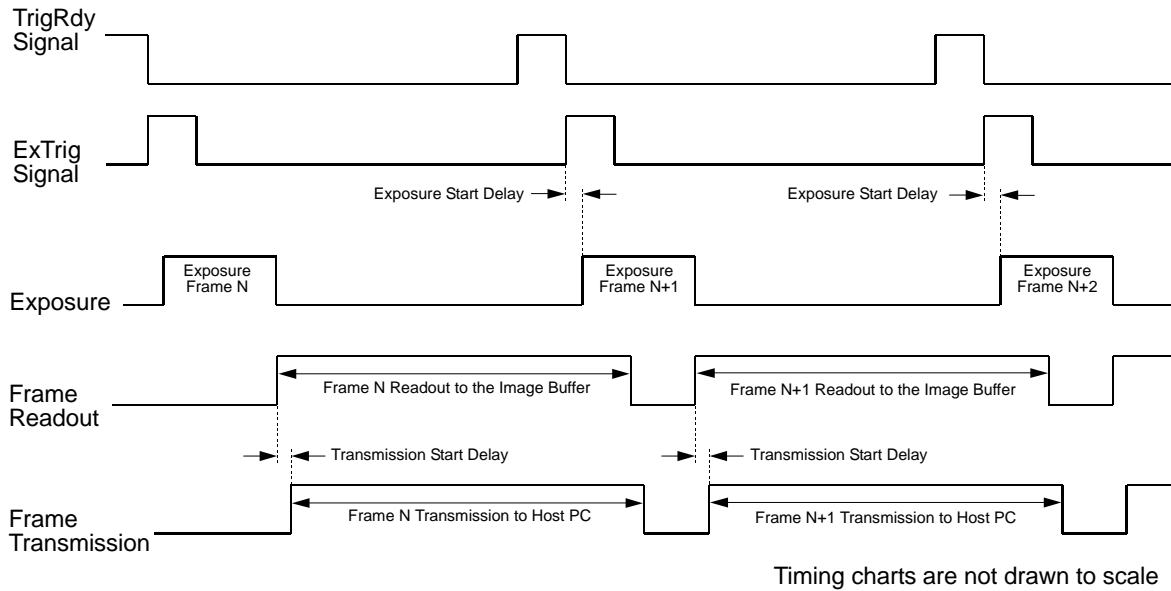 TrigRdy
Signal
ExTrig
Signal
Exposure Start Delay
Exposure Start Delay
Exposure
Exposure
Frame N
Exposure
Frame N+1
Exposure
Frame N+2
Frame
Readout
Frame N Readout to the Image Buffer
Frame N+1 Readout to the Image Buffer
Transmission Start Delay
Transmission Start Delay
Frame
Transmission
Frame N Transmission to Host PC
Frame N+1 Transmission to Host PC
Timing charts are not drawn to scale